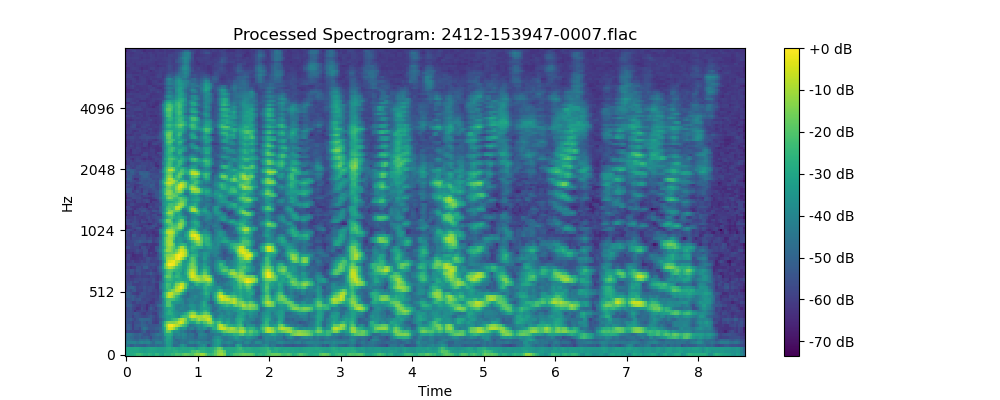 Processed Spectrogram: 2412-153947-0007.flac
Hz
4096
2048
1024
512
0
0 1 2 3 4 5 6 7 8
Time
+0 dB
-10 dB
-20 dB
-30 dB
-40 dB
-50 dB
-60 dB
-70 dB